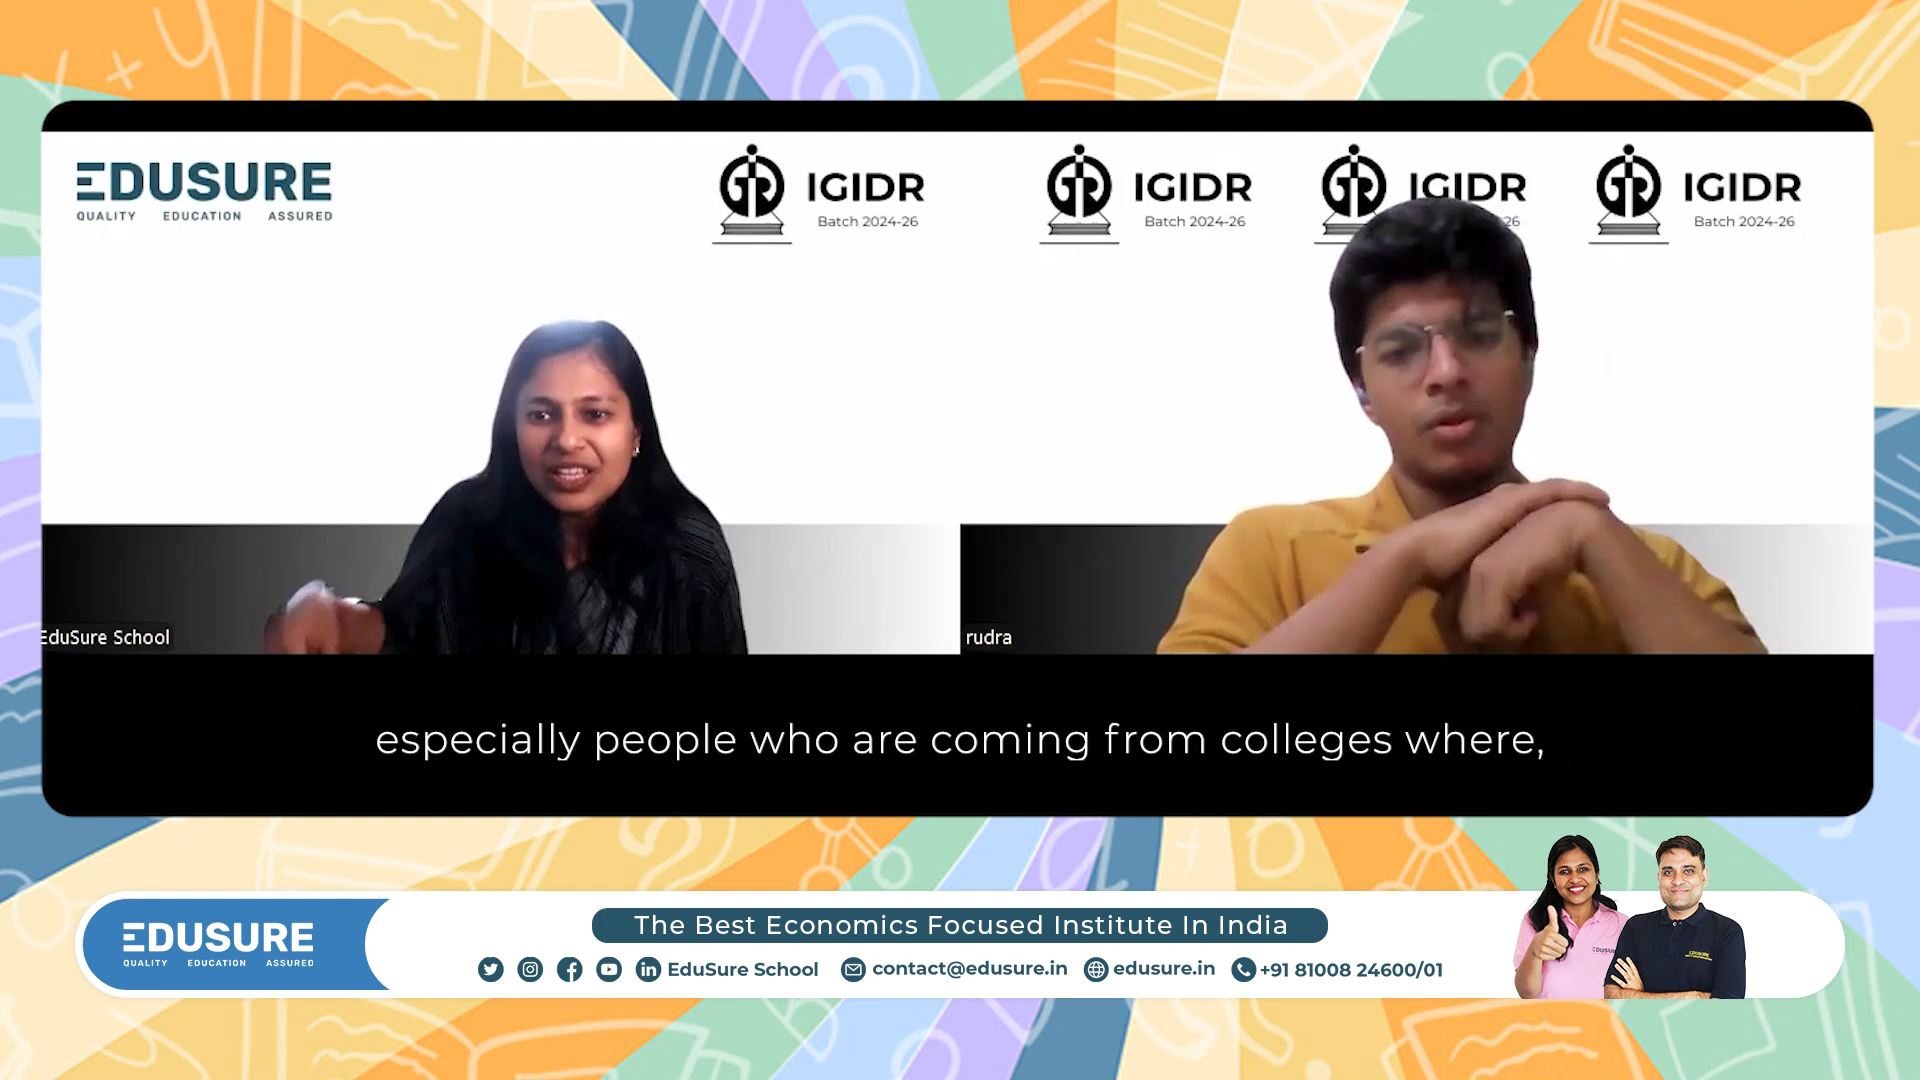 EDUSURE
QUALITY EDUCATION ASSURED
IGIDR
Batch 2024-26
IGIDR
Batch 2024-26
IGIDR
26
IGIDR
Batch 2024-26
EduSure School
rudra
especially people who are coming from colleges where,
EDUSURE
QUALITY EDUCATION ASSURED
The Best Economics Focused Institute In India
EduSure School contact@edusure.in edusure.in +91 81008 24600/01